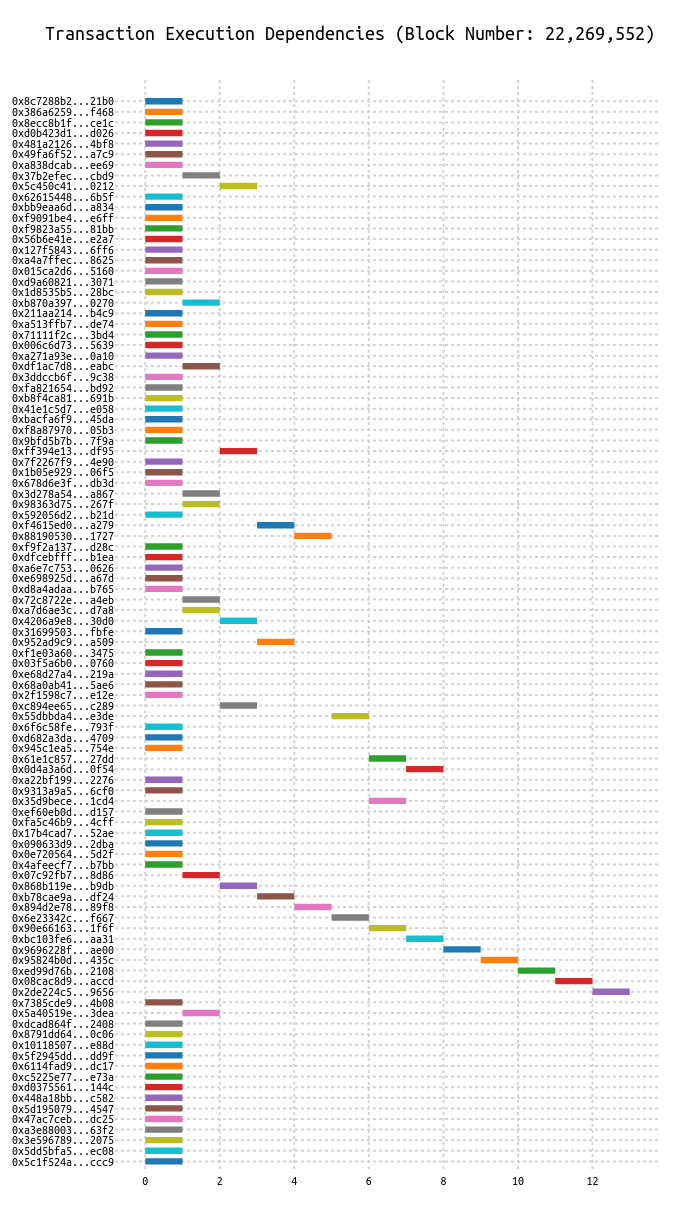 Transaction Execution Dependencies (Block Number: 22,269,552)
0x8c7288b2...21b0
0x386a6259...f468
0x8ecc8b1f...ce1c
0xd0b423d1...d026
0x481a2126...4bf8
0x49fa6f52...a7c9
0xa838dcab...ee69
0x37b2efec...cbd9
0x5c450c41...0212
0x62615448...6b5f
0xbb9eaa6d...a834
0xf9091be4...e6ff
0xf9823a55...81bb
0x56b6e41e...e2a7
0x127f5843...6ff6
0xa4a7ffec...8625
0x015ca2d6...5160
0xd9a60821...3071
0x1d8535b5...28bc
0xb870a397...0270
0x211aa214...b4c9
0xa513ffb7...de74
0x71111f2c...3bd4
0x006c6d73...5639
0xa271a93e...0a10
0xdf1ac7d8...eabc
0x3ddccb6f...9c38
0xfa821654...bd92
0xb8f4ca81...691b
0x41e1c5d7...e058
0xbacfa6f9...45da
0xf8a87970...05b3
0x9bfd5b7b...7f9a
0xff394e13...df95
0x7f2267f9...4e90
0x1b05e929...06f5
0x678d6e3f...db3d
0x3d278a54...a867
0x98363d75...267f
0x592056d2...b21d
0xf4615ed0...a279
0x88190530...1727
0xf9f2a137...d28c
0xdfcebfff...b1ea
0xa6e7c753...0626
0xe698925d...a67d
0xd8a4adaa...b765
0x72c8722e...a4eb
0xa7d6ae3c...d7a8
0x4206a9e8...30d0
0x31699503...fbfe
0x952ad9c9...a509
0xf1e03a60...3475
0x03f5a6b0...0760
0xe68d27a4...219a
0x68a0ab41...5ae6
0x2f1598c7...e12e
0xc894ee65...c289
0x55dbbda4...e3de
0x6f6c58fe...793f
0xd682a3da...4709
0x945c1ea5...754e
0x61e1c857...27dd
0x0d4a3a6d...0f54
0xa22bf199...2276
0x9313a9a5...6cf0
0x35d9bece...1cd4
0xef60eb0d...d157
0xfa5c46b9...4cff
0x17b4cad7...52ae
0x090633d9...2dba
0x0e720564...5d2f
0x4afeecf7...b7bb
0x07c92fb7...8d86
0x868b119e...b9db
0xb78cae9a...df24
0x894d2e78...89f8
0x6e23342c...f667
0x90e66163...1f6f
0xbc103fe6...aa31
0x9696228f...ae00
0x95824b0d...435c
0xed99d76b...2108
0x08cac8d9...accd
0x2de224c5...9656
0x7385cde9...4b08
0x5a40519e...3dea
0xdcad864f...2408
0x8791dd64...0c06
0x10118507...e88d
0x5f2945dd...dd9f
0x6114fad9...dc17
0xc5225e77...e73a
0xd0375561...144c
0x448a18bb...c582
0x5d195079...4547
0x47ac7ceb...dc25
0xa3e88003...63f2
0x3e596789...2075
0x5dd5bfa5...ec08
0x5c1f524a...ccc9
0 2 4 6 8 10 12